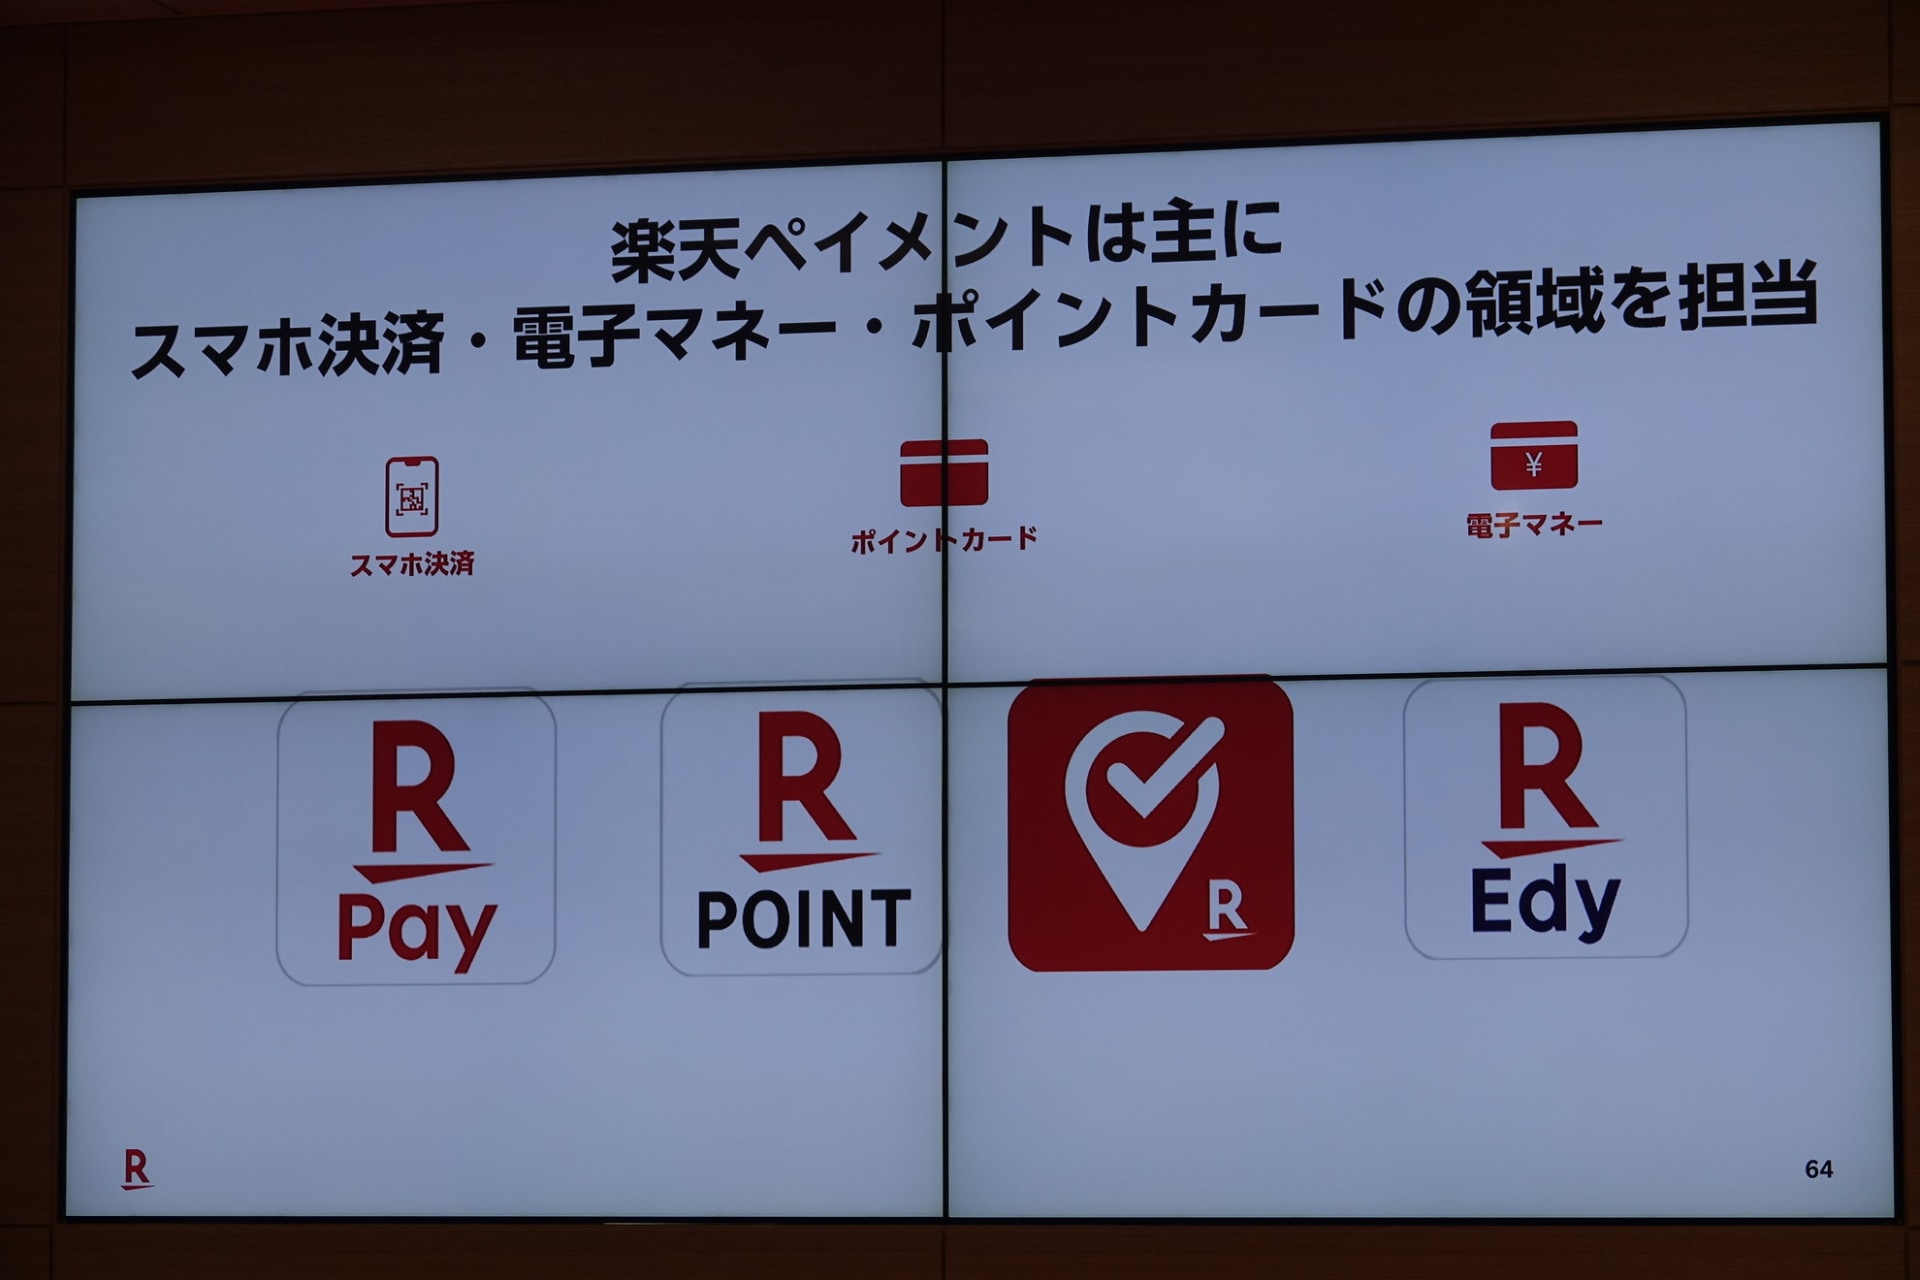 楽天ペイメントは主に
スマホ決済・電子マネー・ポイントカードの領域を担当
スマホ決済
ポイントカード
¥
電子マネー
R
Pay
R
POINT
R
R
Edy
R
64